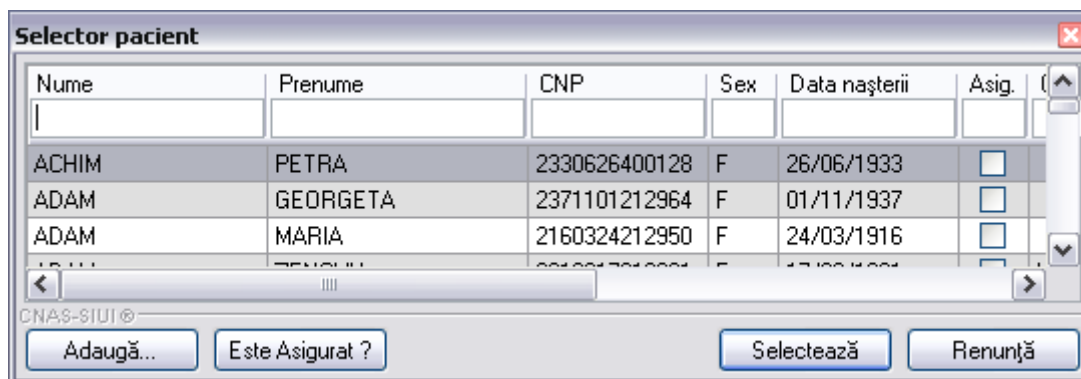 Selector pacient
Nume Prenume CNP Sex Data naşterii Asig.
ACHIM PETRA 2330626400128 F 26/06/1933
ADAM GEORGETA 2371101212964 F 01/11/1937
ADAM MARIA 2160324212950 F 24/03/1916
CNAS-SIUI ®
Adaugă... Este Asigurat ? Selectează Renunţă